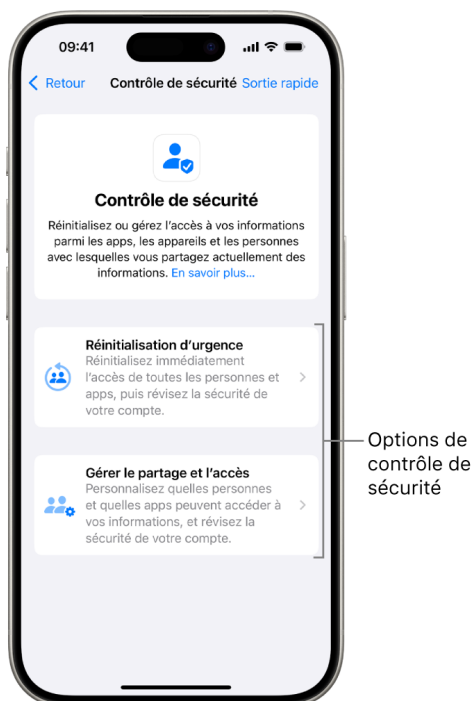 09:41
Retour Contrôle de sécurité Sortie rapide
Contrôle de sécurité
Réinitialisez ou gérez l’accès à vos informations
parmi les apps, les appareils et les personnes
avec lesquelles vous partagez actuellement des
informations. En savoir plus...
Réinitialisation d’urgence
Réinitialisez immédiatement
l’accès de toutes les personnes et
apps, puis révisez la sécurité de
votre compte.
Gérer le partage et l’accès
Personnalisez quelles personnes
et quelles apps peuvent accéder à
vos informations, et révisez la
sécurité de votre compte.
Options de
contrôle de
sécurité